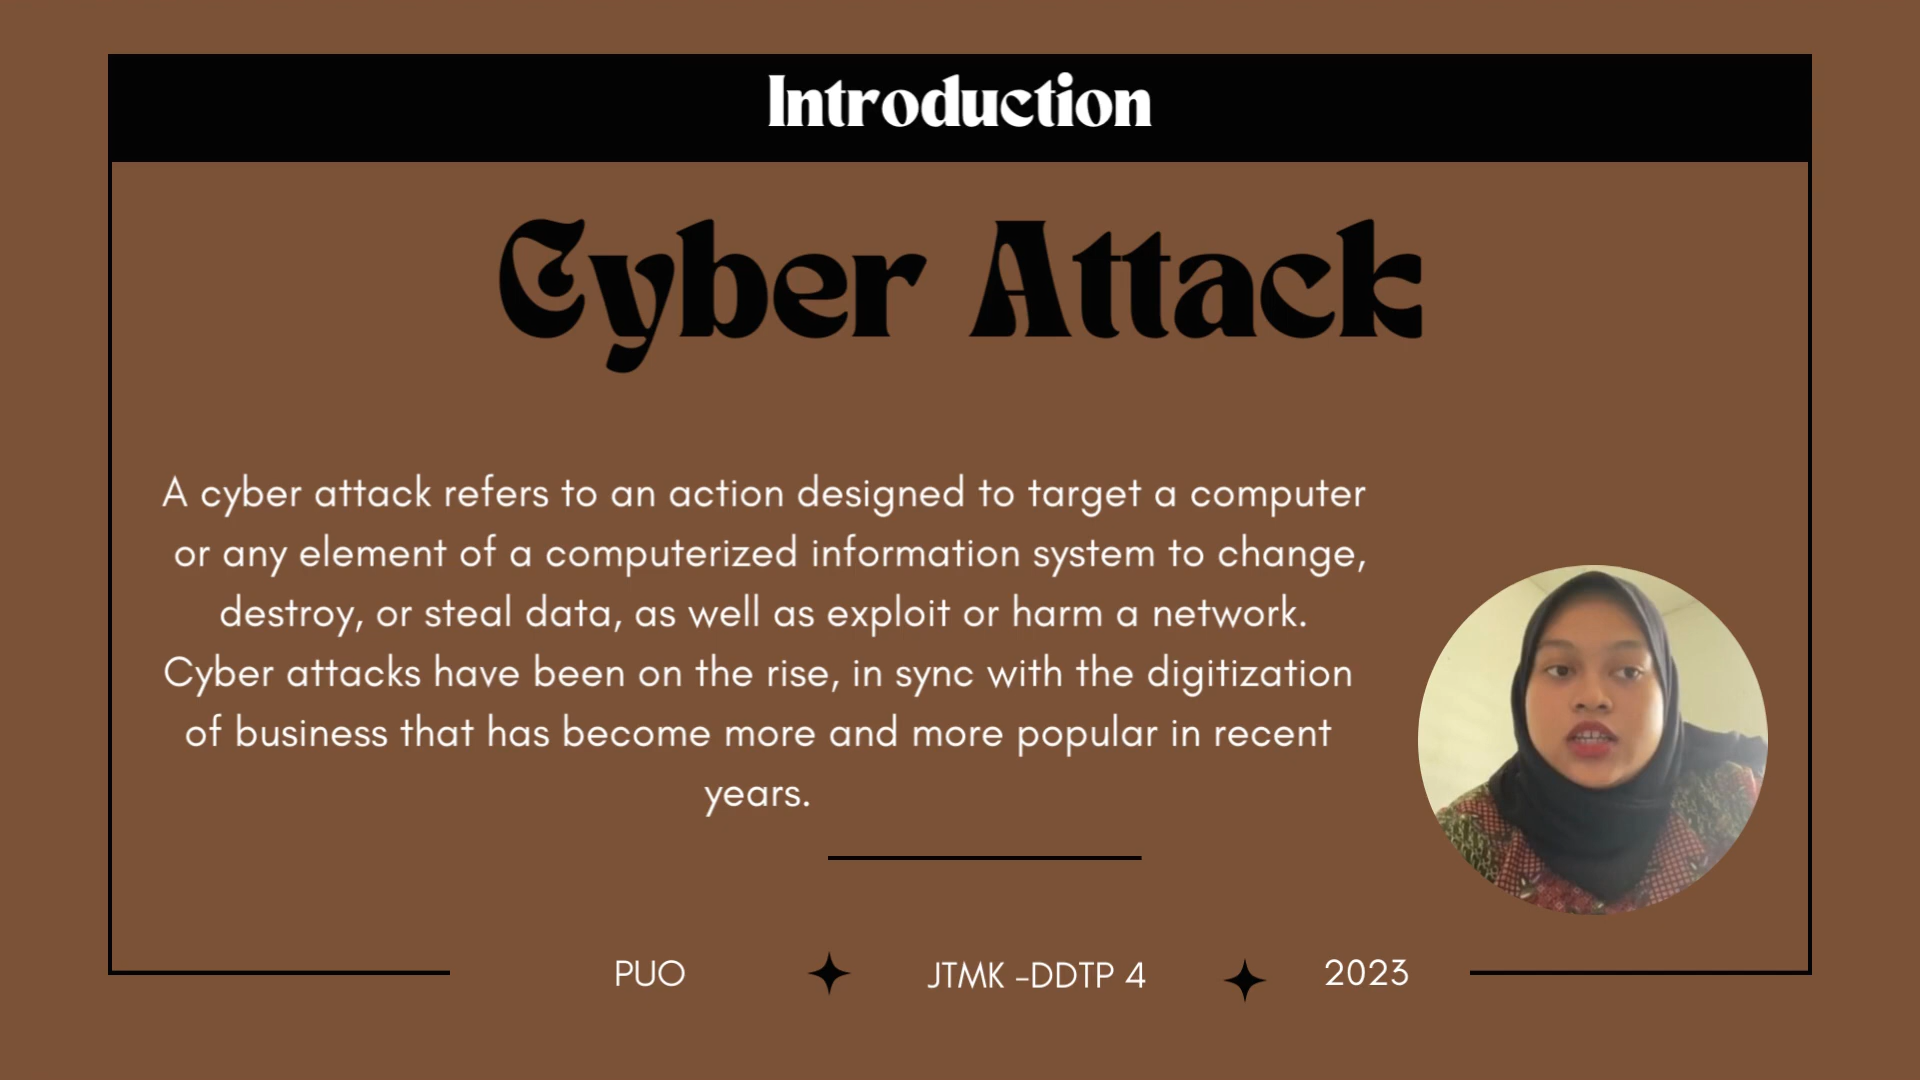 Introduction
Cyber Attack
A cyber attack refers to an action designed to target a computer
or any element of a computerized information system to change,
destroy, or steal data, as well as exploit or harm a network.
Cyber attacks have been on the rise, in sync with the digitization
of business that has become more and more popular in recent
years.
PUO
JTMK -DDTP 4
2023